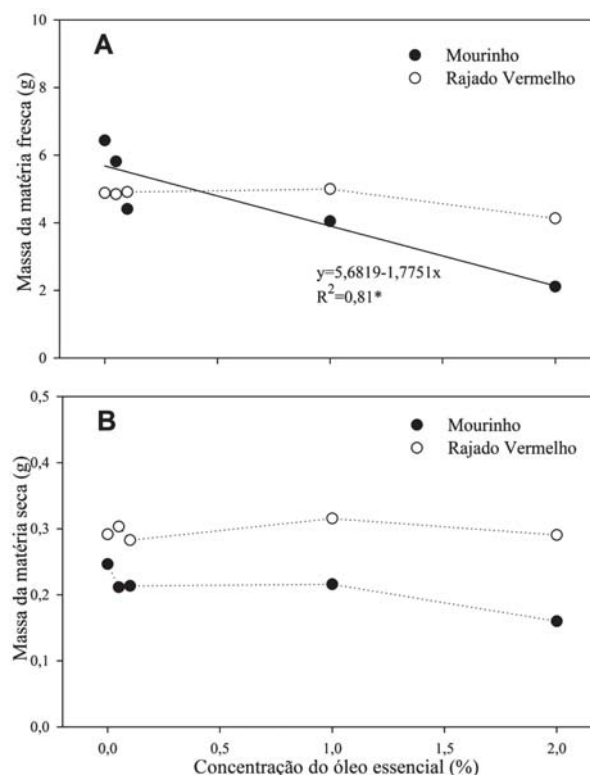 A
Mourinho
Rajado Vermelho
Massa da matéria fresca (g)
10
8
6
4
2
0
y=5,6819-1,7751x
R²=0,81*
B
Mourinho
Rajado Vermelho
Massa da matéria seca (g)
0,5
0,4
0,3
0,2
0,1
0,0
0,0 0,5 1,0 1,5 2,0
Concentração do óleo essencial (%)